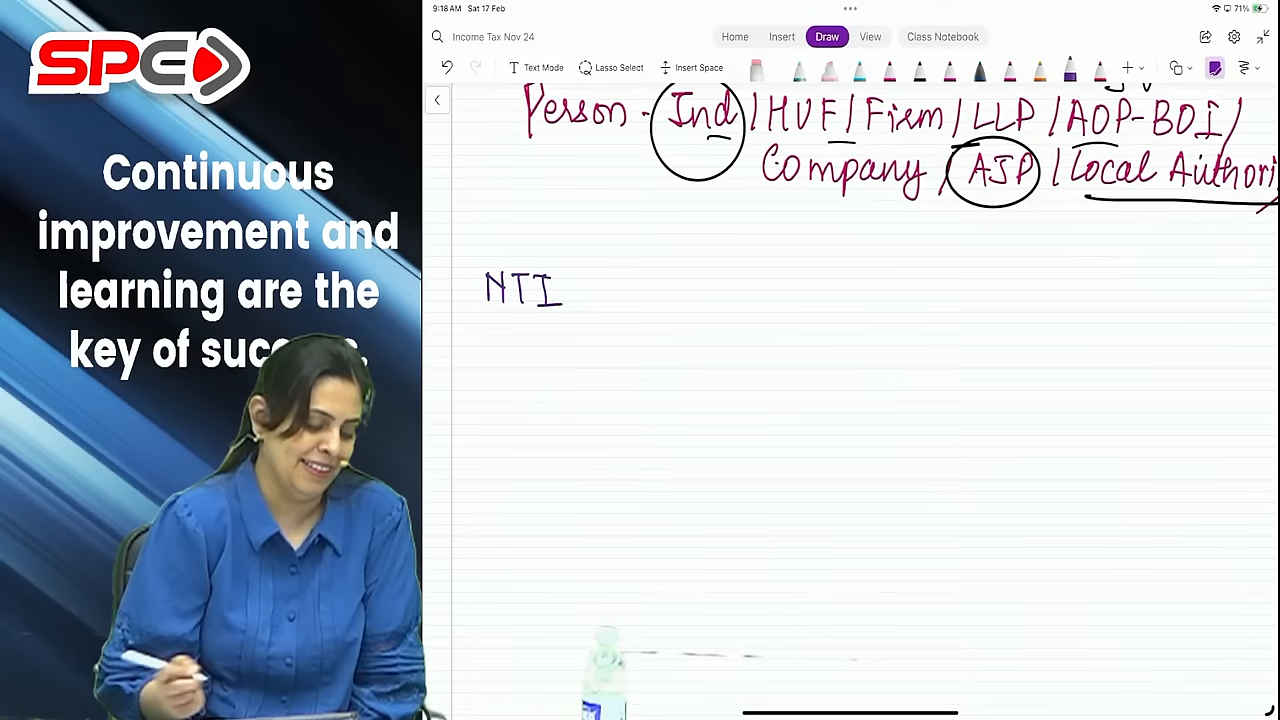 9:18 AM Sat 17 Feb
71%
Income Tax Nov 24
Home Insert Draw View Class Notebook
Text Mode Lasso Select Insert Space
SPC
Continuous
improvement and
learning are the
key of success.
Person - Ind / HUF / Firm / LLP / AOP-BOI /
Company / AJP / Local Authori
NTI